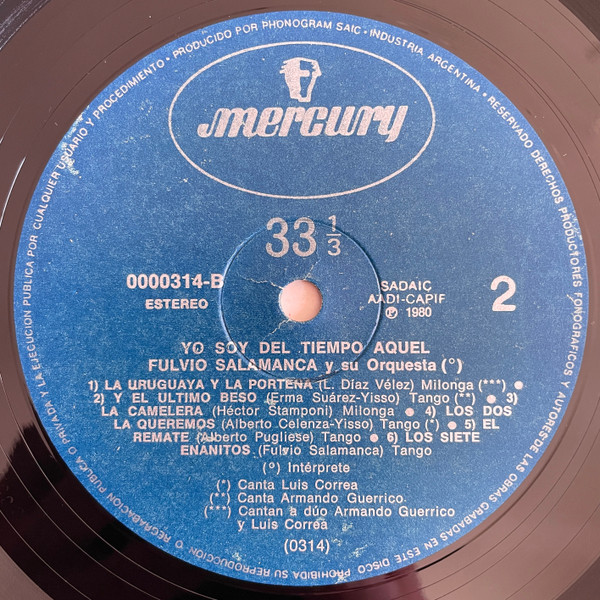 RESERVADO DERECHOS PRODUCTORES FONOGRAFICOS Y AUTORES DE LAS OBRAS GRABADAS EN ESTE DISCO PROHIBIDA SU REPRODUCCION O REGRABACION PUBLICA O PRIVADA Y LA EJECUCION PUBLICA POR CUALQUIER USUARIO Y PROCEDIMIENTO • PRODUCIDO POR PHONOGRAM SAIC • INDUSTRIA ARGENTINA •
mercury
33 1/3
0000314-B
ESTEREO
SADAIC
AADI-CAPIF
℗ 1980
2
YO SOY DEL TIEMPO AQUEL
FULVIO SALAMANCA y su Orquesta (°)
1) LA URUGUAYA Y LA PORTEÑA (L. Díaz Vélez) Milonga (***) ●
2) Y EL ULTIMO BESO (Erma Suárez-Yisso) Tango (**) ● 3)
LA CAMELERA (Héctor Stamponi) Milonga ● 4) LOS DOS
LA QUEREMOS (Alberto Celenza-Yisso) Tango (*) ● 5) EL
REMATE (Alberto Pugliese) Tango ● 6) LOS SIETE
ENANITOS (Fulvio Salamanca) Tango
(°) Intérprete
(*) Canta Luis Correa
(**) Canta Armando Guerrico
(***) Cantan a dúo Armando Guerrico
y Luis Correa
(0314)